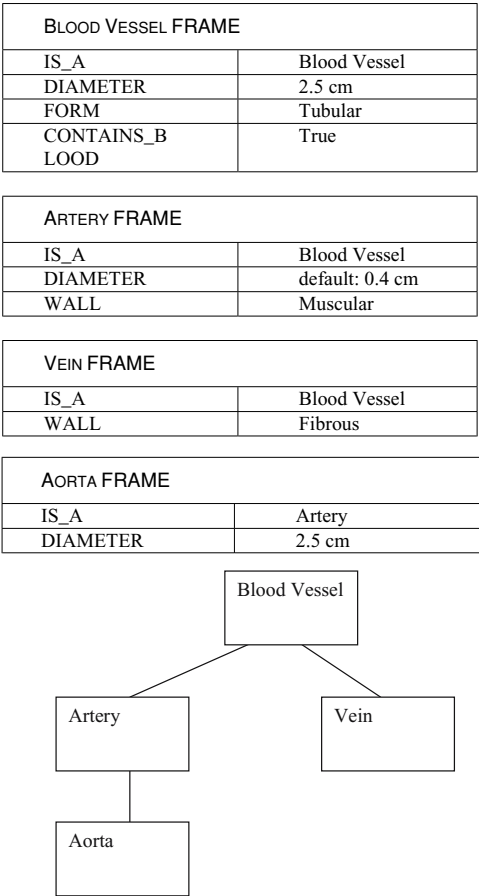 BLOOD VESSEL FRAME
IS_A Blood Vessel
DIAMETER 2.5 cm
FORM Tubular
CONTAINS_B True
LOOD
ARTERY FRAME
IS_A Blood Vessel
DIAMETER default: 0.4 cm
WALL Muscular
VEIN FRAME
IS_A Blood Vessel
WALL Fibrous
AORTA FRAME
IS_A Artery
DIAMETER 2.5 cm
Blood Vessel
Artery Vein
Aorta